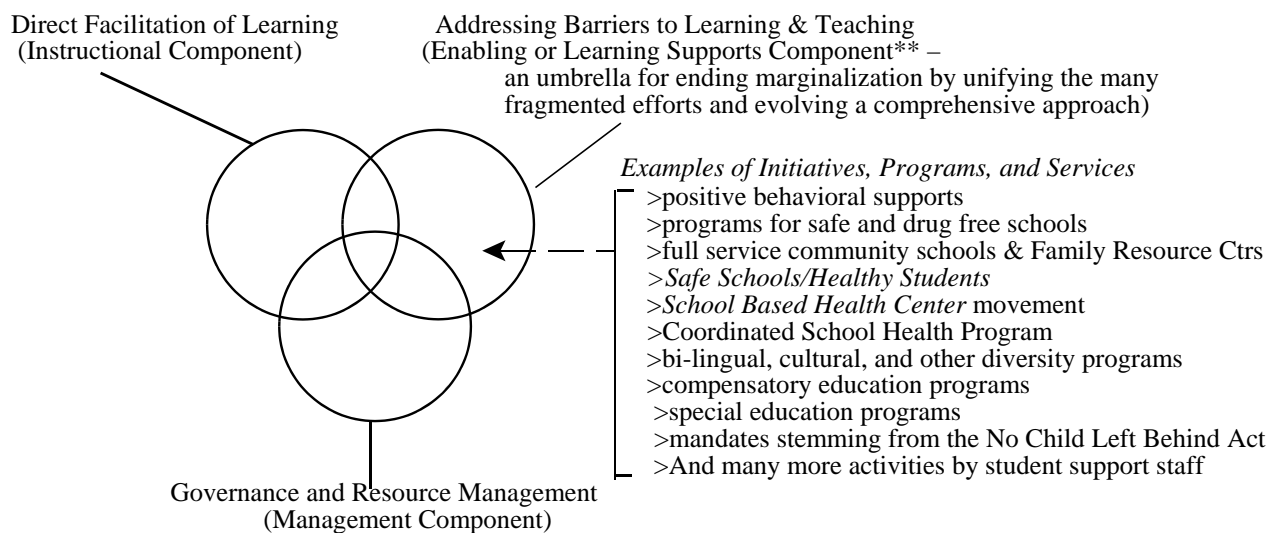 Direct Facilitation of Learning
(Instructional Component)
Addressing Barriers to Learning & Teaching
(Enabling or Learning Supports Component** –
an umbrella for ending marginalization by unifying the many
fragmented efforts and evolving a comprehensive approach)
Examples of Initiatives, Programs, and Services
>positive behavioral supports
>programs for safe and drug free schools
>full service community schools & Family Resource Ctrs
>Safe Schools/Healthy Students
>School Based Health Center movement
>Coordinated School Health Program
>bi-lingual, cultural, and other diversity programs
>compensatory education programs
>special education programs
>mandates stemming from the No Child Left Behind Act
>And many more activities by student support staff
Governance and Resource Management
(Management Component)